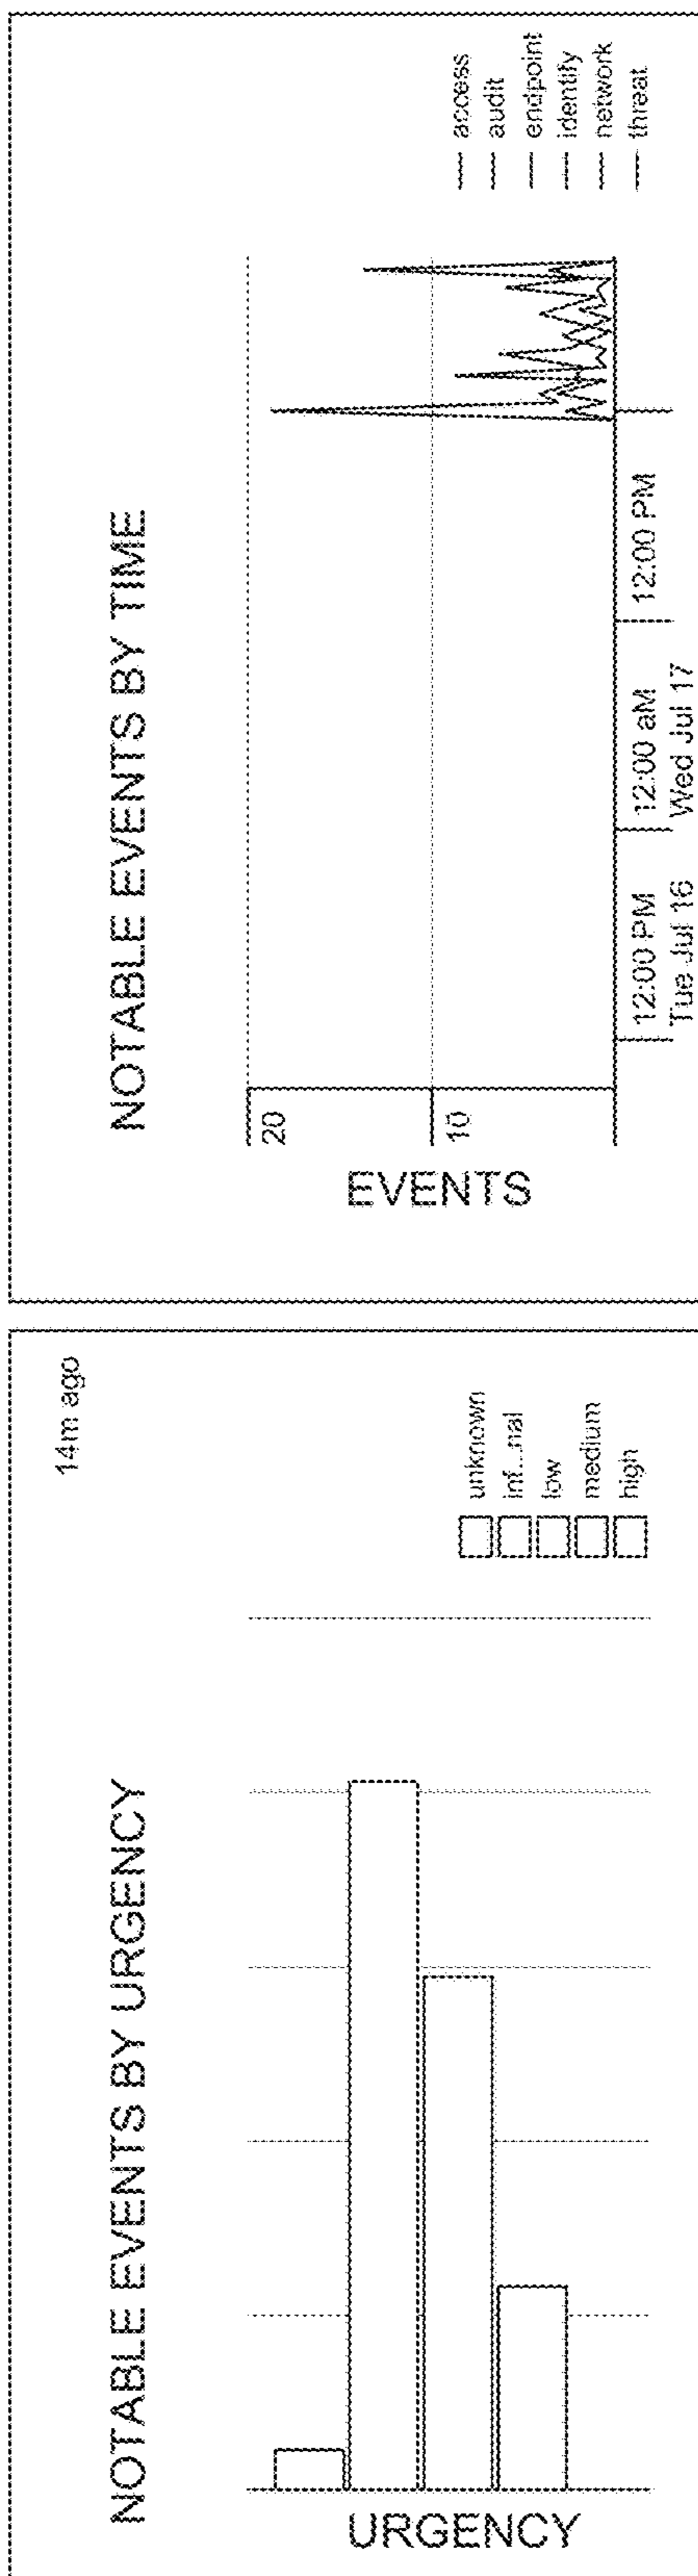 NOTABLE EVENTS BY URGENCY
14m ago
URGENCY
unknown
inf...nal
low
medium
high
NOTABLE EVENTS BY TIME
EVENTS
20
10
12:00 PM
Tue Jul 16
12:00 aM
Wed Jul 17
12:00 PM
access
audit
endpoint
identify
network
threat